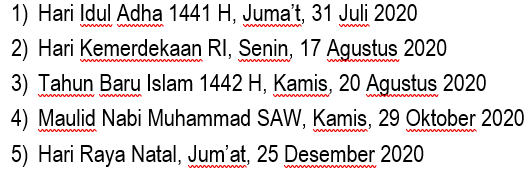 1) Hari Idul Adha 1441 H, Juma't, 31 Juli 2020
2) Hari Kemerdekaan RI, Senin, 17 Agustus 2020
3) Tahun Baru Islam 1442 H, Kamis, 20 Agustus 2020
4) Maulid Nabi Muhammad SAW, Kamis, 29 Oktober 2020
5) Hari Raya Natal, Jum'at, 25 Desember 2020